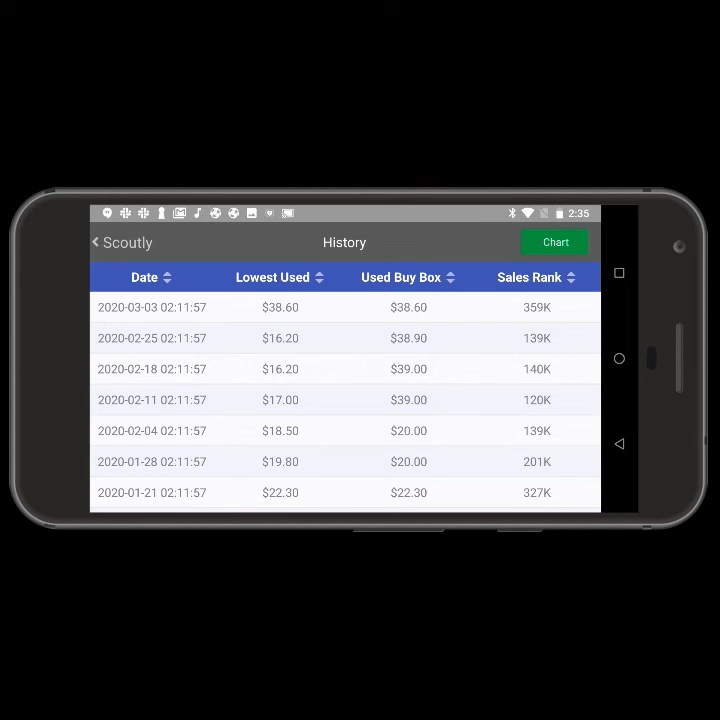 2:35
Scoutly History Chart
Date Lowest Used Used Buy Box Sales Rank
2020-03-03 02:11:57 $38.60 $38.60 359K
2020-02-25 02:11:57 $16.20 $38.90 139K
2020-02-18 02:11:57 $16.20 $39.00 140K
2020-02-11 02:11:57 $17.00 $39.00 120K
2020-02-04 02:11:57 $18.50 $20.00 139K
2020-01-28 02:11:57 $19.80 $20.00 201K
2020-01-21 02:11:57 $22.30 $22.30 327K